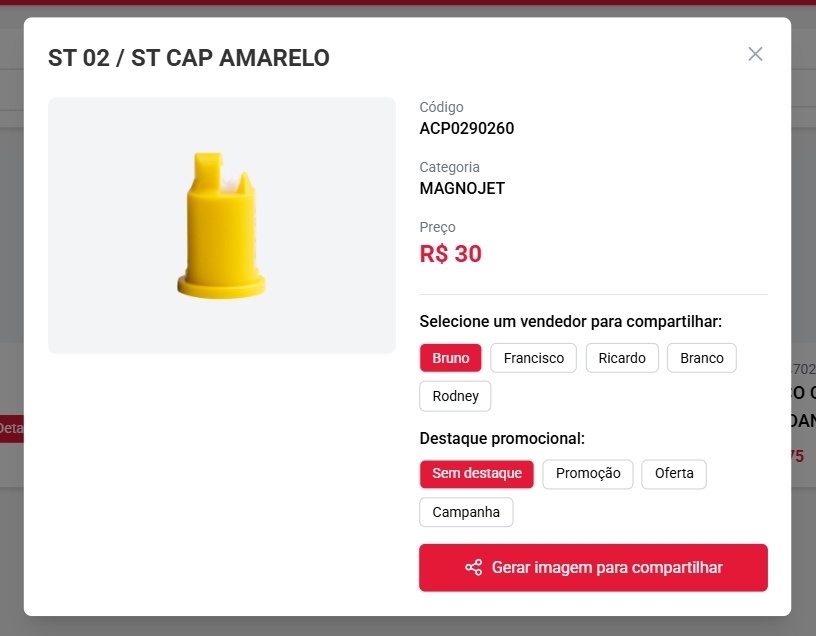 ST 02 / ST CAP AMARELO
Código
ACP0290260
Categoria
MAGNOJET
Preço
R$ 30
Selecione um vendedor para compartilhar:
Bruno Francisco Ricardo Branco
Rodney
Destaque promocional:
Sem destaque Promoção Oferta
Campanha
Gerar imagem para compartilhar